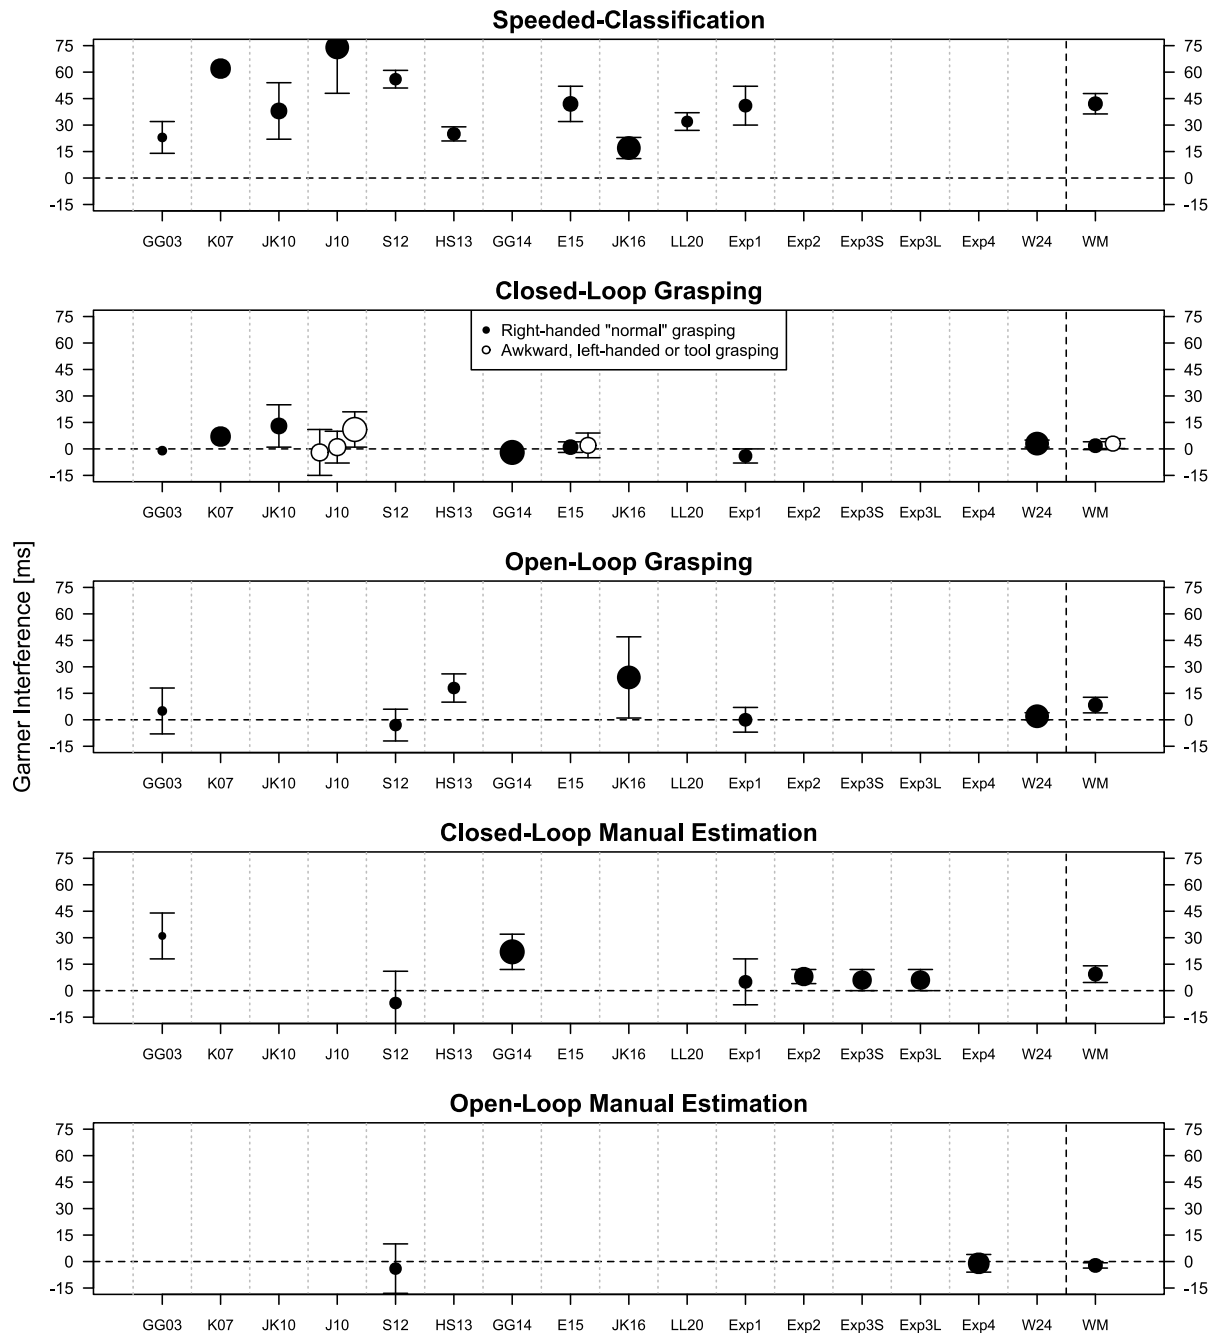 Speeded-Classification
75 75
60 60
45 45
30 30
15 15
0 0
-15 -15
GG03 K07 JK10 J10 S12 HS13 GG14 E15 JK16 LL20 Exp1 Exp2 Exp3S Exp3L Exp4 W24 WM
Closed-Loop Grasping
Right-handed "normal" grasping
Awkward, left-handed or tool grasping
75 75
60 60
45 45
30 30
15 15
0 0
-15 -15
GG03 K07 JK10 J10 S12 HS13 GG14 E15 JK16 LL20 Exp1 Exp2 Exp3S Exp3L Exp4 W24 WM
Garner Interference [ms]
Open-Loop Grasping
75 75
60 60
45 45
30 30
15 15
0 0
-15 -15
GG03 K07 JK10 J10 S12 HS13 GG14 E15 JK16 LL20 Exp1 Exp2 Exp3S Exp3L Exp4 W24 WM
Closed-Loop Manual Estimation
75 75
60 60
45 45
30 30
15 15
0 0
-15 -15
GG03 K07 JK10 J10 S12 HS13 GG14 E15 JK16 LL20 Exp1 Exp2 Exp3S Exp3L Exp4 W24 WM
Open-Loop Manual Estimation
75 75
60 60
45 45
30 30
15 15
0 0
-15 -15
GG03 K07 JK10 J10 S12 HS13 GG14 E15 JK16 LL20 Exp1 Exp2 Exp3S Exp3L Exp4 W24 WM